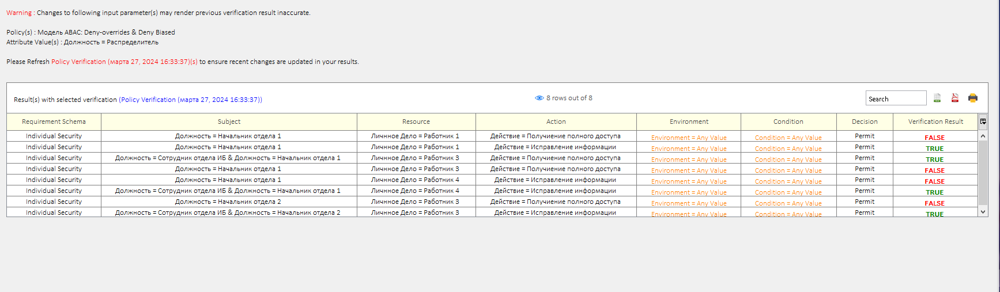 Warning : Changes to following input parameter(s) may render previous verification result inaccurate.
Policy(s) : Модель ABAC: Deny-overrides & Deny Biased
Attribute Value(s) : Должность = Распределитель
Please Refresh Policy Verification (марта 27, 2024 16:33:37)(s) to ensure recent changes are updated in your results.
Result(s) with selected verification (Policy Verification (марта 27, 2024 16:33:37)) 8 rows out of 8 Search
Requirement Schema Subject Resource Action Environment Condition Decision Verification Result
Individual Security Должность = Начальник отдела 1 Личнное Дело = Работник 1 Действие = Получиение полного доступа Environment = Any Value Condition = Any Value Permit FALSE
Individual Security Должность = Начальник отдела 1 Личнное Дело = Работник 1 Действие = Исправление информации Environment = Any Value Condition = Any Value Permit TRUE
Individual Security Должность = Сотрудник отдела ИБ & Должность = Начальник отдела 1 Личнное Дело = Работник 3 Действие = Получиение полного доступа Environment = Any Value Condition = Any Value Permit TRUE
Individual Security Должность = Начальник отдела 1 Личнное Дело = Работник 3 Действие = Получиение полного доступа Environment = Any Value Condition = Any Value Permit FALSE
Individual Security Должность = Начальник отдела 1 Личнное Дело = Работник 4 Действие = Исправление информации Environment = Any Value Condition = Any Value Permit FALSE
Individual Security Должность = Сотрудник отдела ИБ & Должность = Начальник отдела 1 Личнное Дело = Работник 4 Действие = Исправление информации Environment = Any Value Condition = Any Value Permit TRUE
Individual Security Должность = Начальник отдела 2 Личнное Дело = Работник 3 Действие = Получиение полного доступа Environment = Any Value Condition = Any Value Permit FALSE
Individual Security Должность = Сотрудник отдела ИБ & Должность = Начальник отдела 2 Личнное Дело = Работник 3 Действие = Исправление информации Environment = Any Value Condition = Any Value Permit TRUE